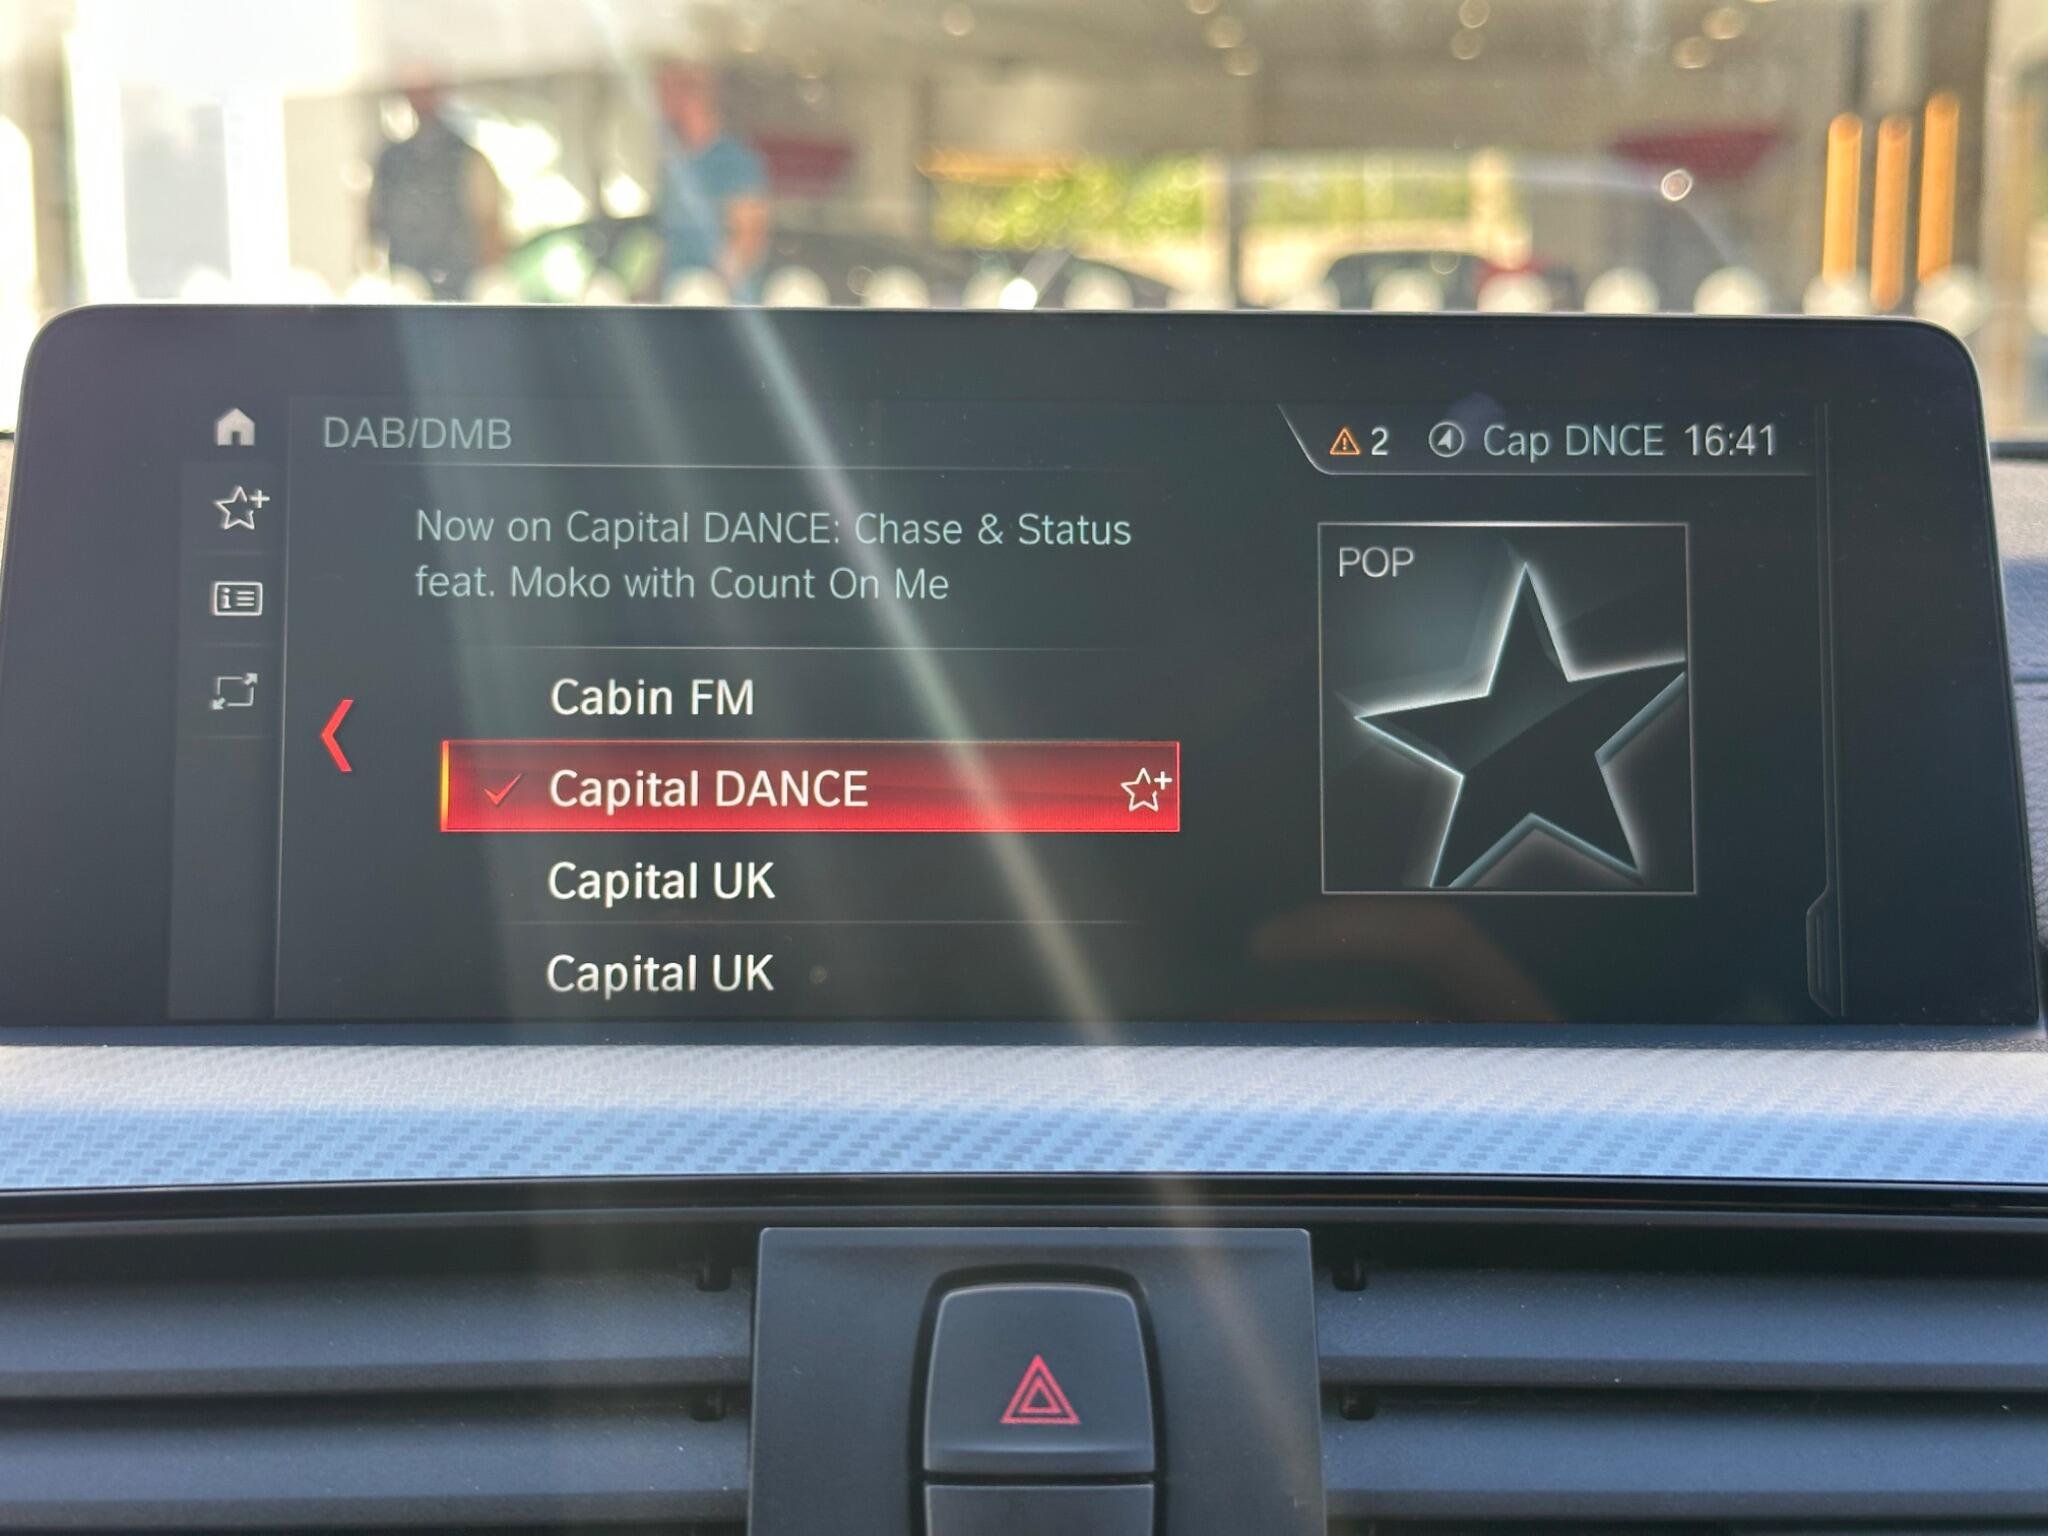 DAB/DMB
2 Cap DNCE 16:41
Now on Capital DANCE: Chase & Status
feat. Moko with Count On Me
POP
Cabin FM
Capital DANCE
Capital UK
Capital UK